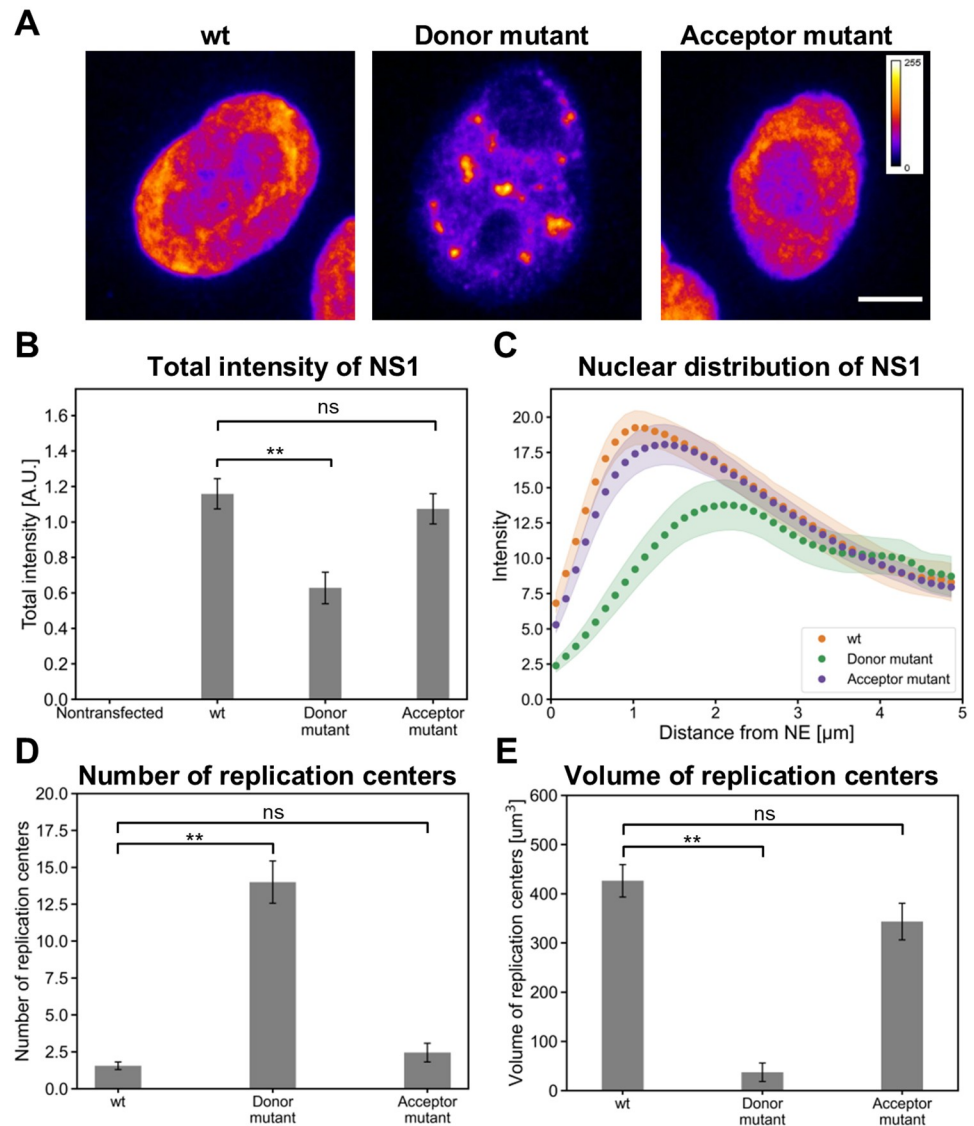 A
wt
Donor mutant
Acceptor mutant
255
0
B
Total intensity of NS1
Total intensity [A.U.]
1.6
1.4
1.2
1.0
0.8
0.6
0.4
0.2
0.0
ns
**
Nontransfected
wt
Donor
mutant
Acceptor
mutant
C
Nuclear distribution of NS1
Intensity
20.0
17.5
15.0
12.5
10.0
7.5
5.0
2.5
0.0
wt
Donor mutant
Acceptor mutant
0
1
2
3
4
5
Distance from NE [µm]
D
Number of replication centers
Number of replication centers
20.0
17.5
15.0
12.5
10.0
7.5
5.0
2.5
0.0
ns
**
wt
Donor
mutant
Acceptor
mutant
E
Volume of replication centers
Volume of replication centers [um³]
600
500
400
300
200
100
0
ns
**
wt
Donor
mutant
Acceptor
mutant